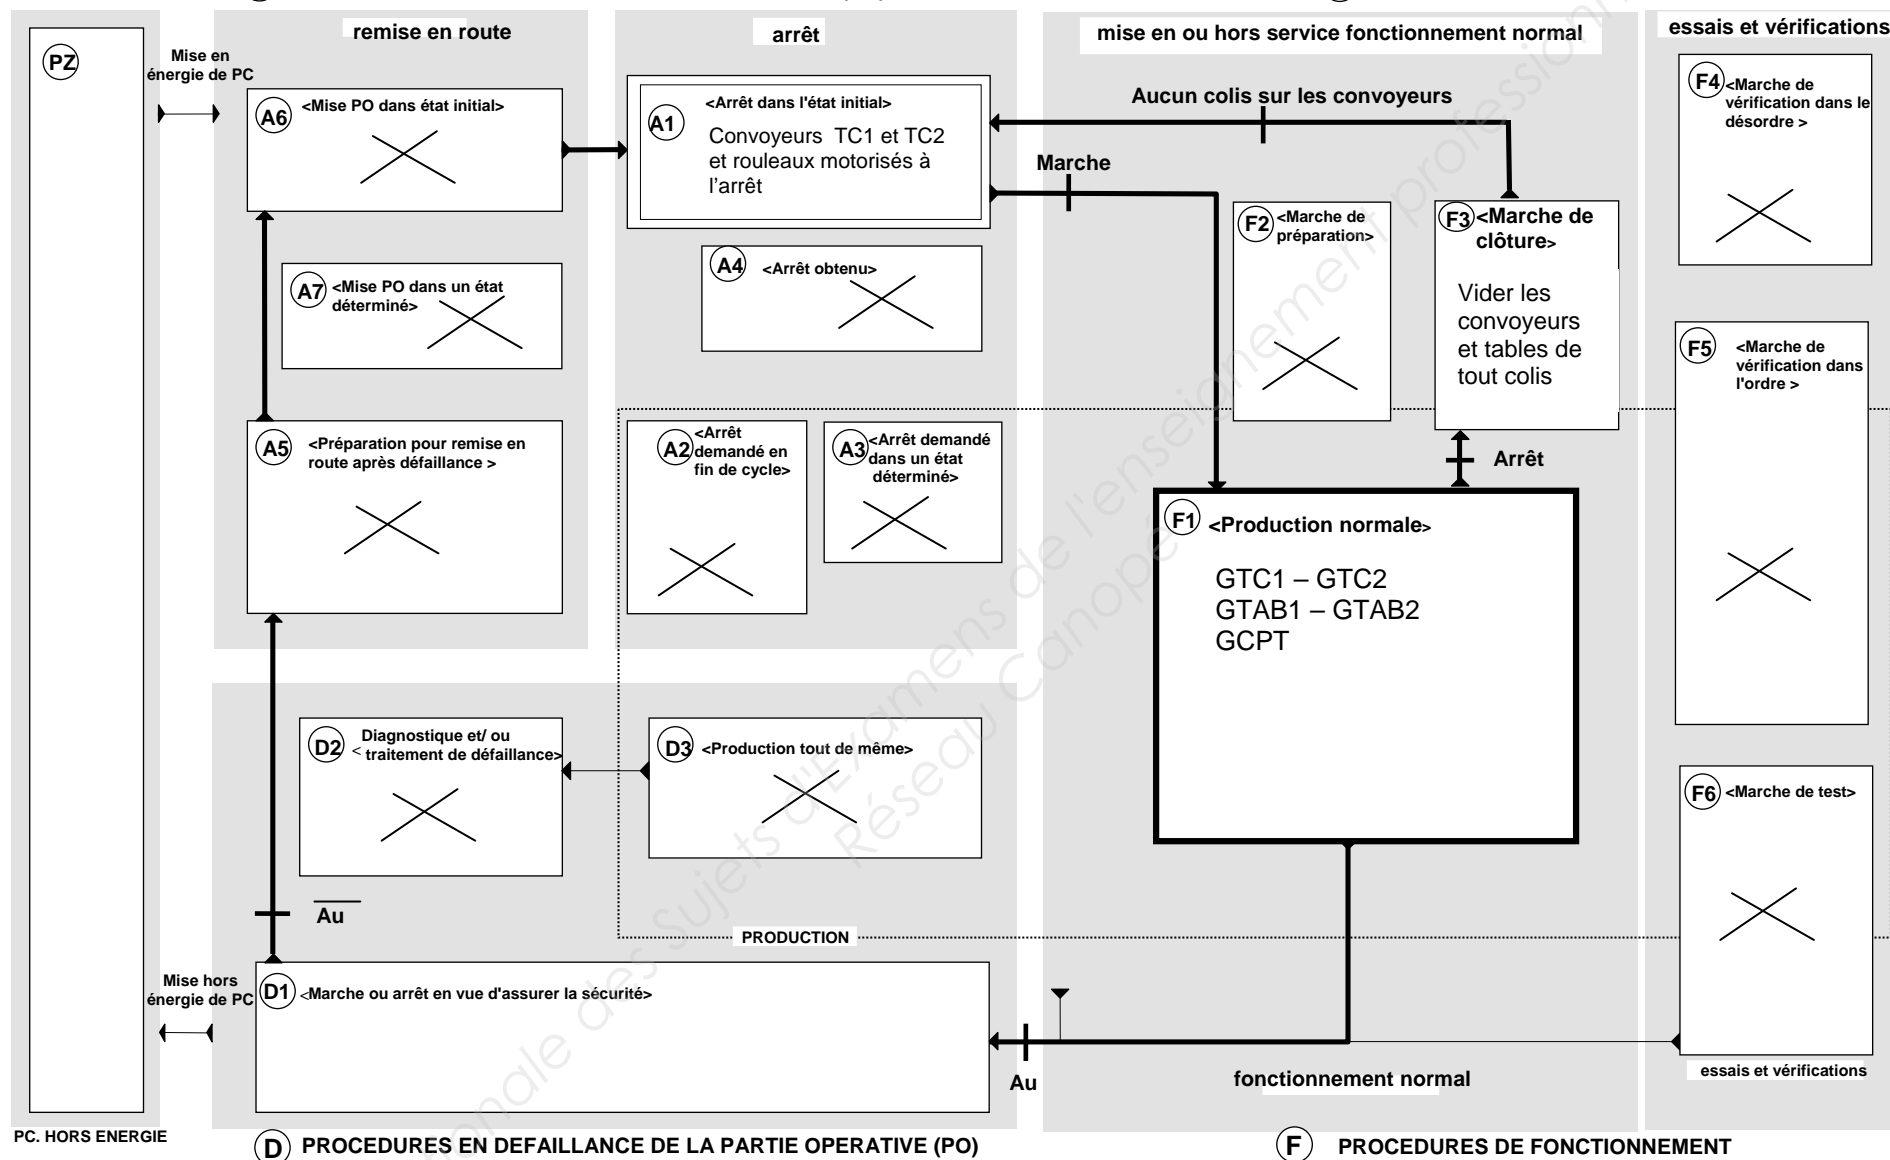 remise en route
arrêt
mise en ou hors service fonctionnement normal
essais et vérifications
PZ
Mise en
énergie de PC
A6
<Mise PO dans état initial>
A1
<Arrêt dans l'état initial>
Convoyeurs TC1 et TC2
et rouleaux motorisés à
l’arrêt
Aucun colis sur les convoyeurs
Marche
F4
<Marche de
vérification dans le
désordre >
F2
<Marche de
préparation>
F3
<Marche de
clôture>
Vider les
convoyeurs
et tables de
tout colis
A4
<Arrêt obtenu>
A7
<Mise PO dans un état
déterminé>
F5
<Marche de
vérification dans
l'ordre >
A5
<Préparation pour remise en
route après défaillance >
A2
<Arrêt
demandé en
fin de cycle>
A3
<Arrêt demandé
dans un état
déterminé>
Arrêt
F1
<Production normale>
GTC1 – GTC2
GTAB1 – GTAB2
GCPT
D2
Diagnostique et/ ou
< traitement de défaillance>
D3
<Production tout de même>
F6
<Marche de test>
Au
PRODUCTION
Mise hors
énergie de PC
D1
<Marche ou arrêt en vue d'assurer la sécurité>
Au
fonctionnement normal
essais et vérifications
PC. HORS ENERGIE
D
PROCEDURES EN DEFAILLANCE DE LA PARTIE OPERATIVE (PO)
F
PROCEDURES DE FONCTIONNEMENT
des Sujets d'Examens de l'enseignement
Réseau Canopé